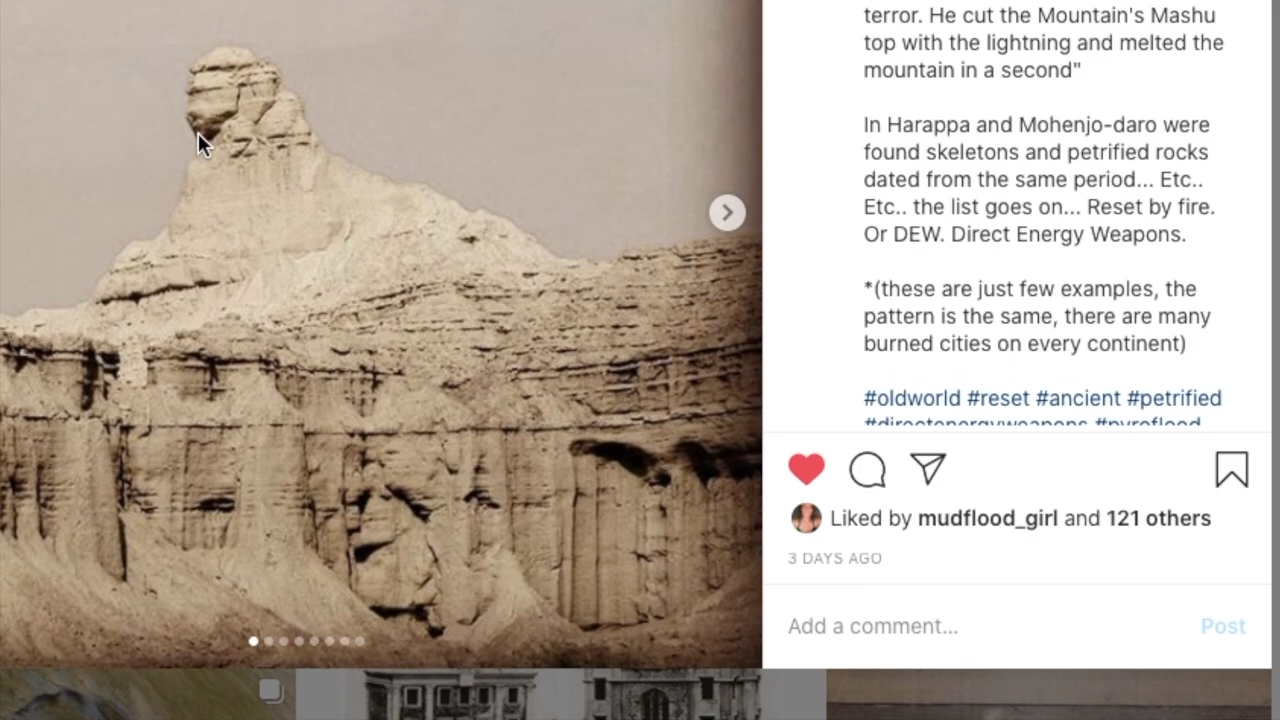 terror. He cut the Mountain's Mashu
top with the lightning and melted the
mountain in a second"
In Harappa and Mohenjo-daro were
found skeletons and petrified rocks
dated from the same period... Etc..
Etc.. the list goes on... Reset by fire.
Or DEW. Direct Energy Weapons.
*(these are just few examples, the
pattern is the same, there are many
burned cities on every continent)
#oldworld #reset #ancient #petrified
#directenergyweapons #pyroflood
Liked by mudflood_girl and 121 others
3 DAYS AGO
Add a comment...
Post